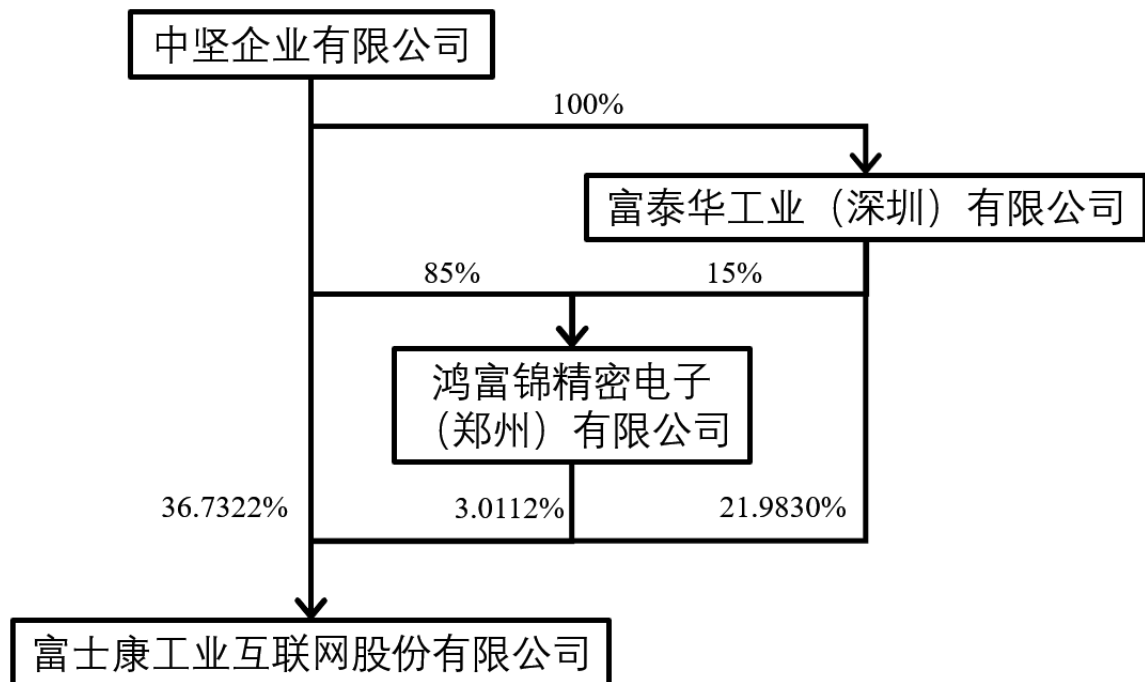 中坚企业有限公司
100%
富泰华工业（深圳）有限公司
85%
15%
鸿富锦精密电子
（郑州）有限公司
36.7322%
3.0112%
21.9830%
富士康工业互联网股份有限公司